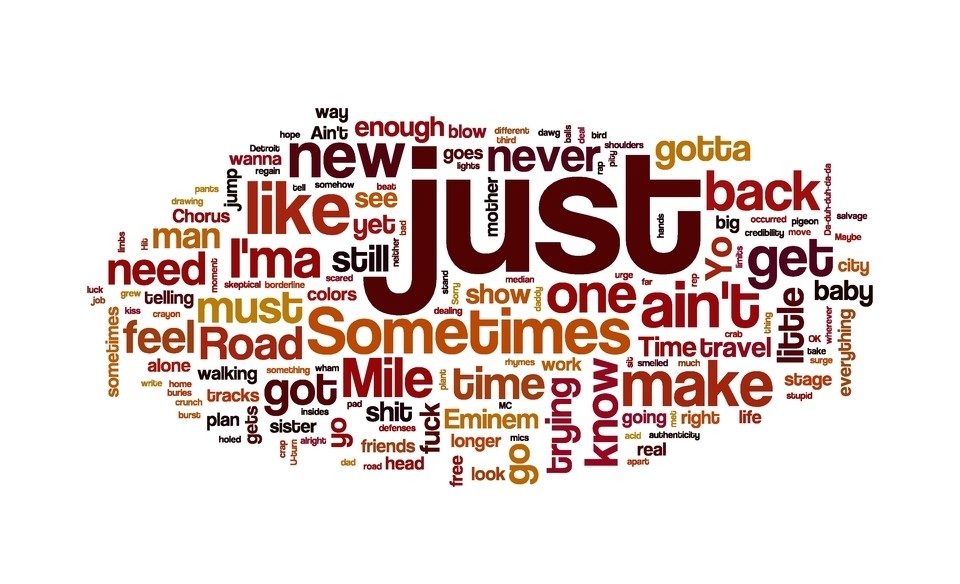 way
hope
Ain't
enough
blow
different
third
dawg
balls
deal
bird
Detroit
wanna
regain
new
goes
lights
never
rap
pity
shoulders
gotta
just
jump
tell
somehow
like
beat
see
mother
hands
back
Da-duh-duh-da-da
pants
drawing
Chorus
yet
bad
big
occurred
pigeon
salvage
credibility
move
Maybe
limbs
Hib
man
I'ma
still
neither
Yo
limits
get
city
need
moment
skeptical
borderline
scared
stand
Sorry
median
urge
far
rep
baby
luck
job
grew
telling
must
colors
show
daddy
one
ain't
little
kiss
crayon
dealing
thing
wherever
everything
sometimes
feel
Road
Sometimes
crab
Time
travel
OK
take
surge
alone
walking
something
wham
Mile
plant
rhymes
work
time
know
sit
smelled
much
make
stage
stupid
write
home
buries
crunch
tracks
got
insides
pad
shit
fuck
MC
Eminem
trying
going
met
right
life
burst
plan
gets
sister
yo
defenses
holed
crap
U-turn
alright
friends
longer
mics
go
acid
authenticity
real
apart
dad
road
head
free
look